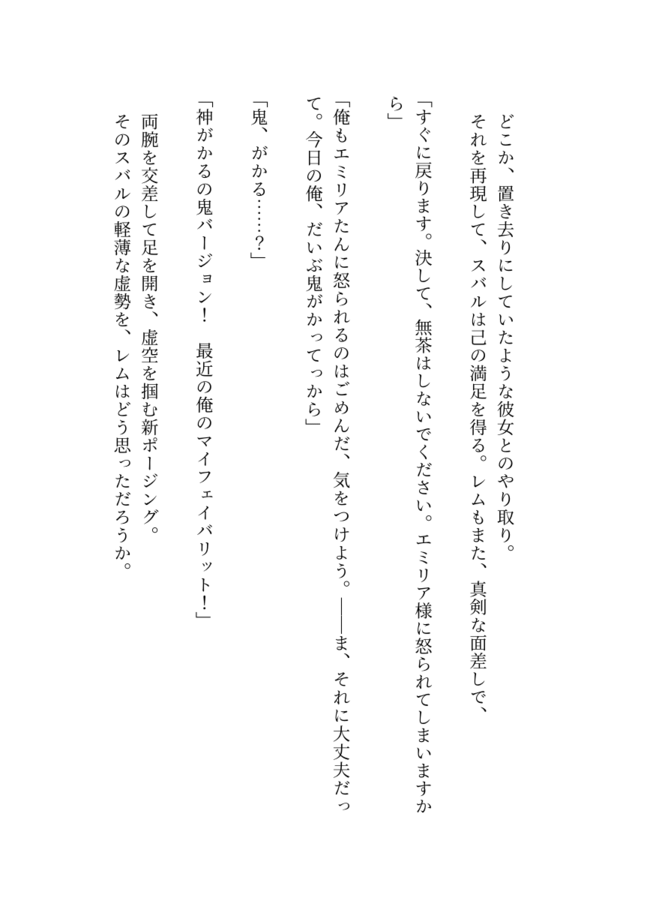 どこか、置き去りにしていたような彼女とのやり取り。
それを再現して、スバルは己の満足を得る。レムもまた、真剣な面差しで、
「すぐに戻ります。決して、無茶はしないでください。エミリア様に怒られてしまいますか
ら」
「俺もエミリアたんに怒られるのはごめんだ、気をつけよう。――ま、それに大丈夫だっ
て。今日の俺、だいぶ鬼がかってっから」
「鬼、がかる……？」
「神がかるの鬼バージョン！　最近の俺のマイフェイバリット！」
両腕を交差して足を開き、虚空を掴む新ポージング。
そのスバルの軽薄な虚勢を、レムはどう思っただろうか。